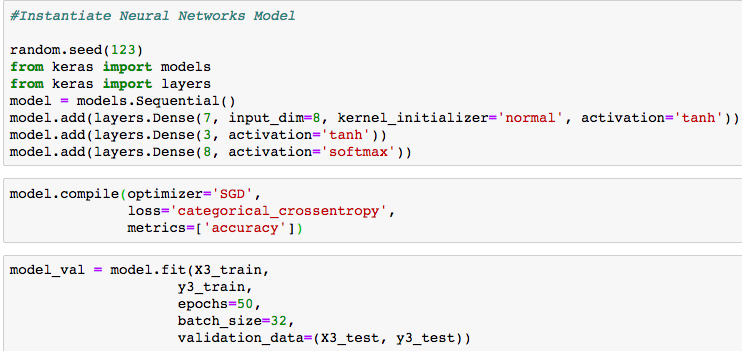 #Instantiate Neural Networks Model
random.seed(123)
from keras import models
from keras import layers
model = models.Sequential()
model.add(layers.Dense(7, input_dim=8, kernel_initializer='normal', activation='tanh'))
model.add(layers.Dense(3, activation='tanh'))
model.add(layers.Dense(8, activation='softmax'))
model.compile(optimizer='SGD',
loss='categorical_crossentropy',
metrics=['accuracy'])
model_val = model.fit(X3_train,
y3_train,
epochs=50,
batch_size=32,
validation_data=(X3_test, y3_test))